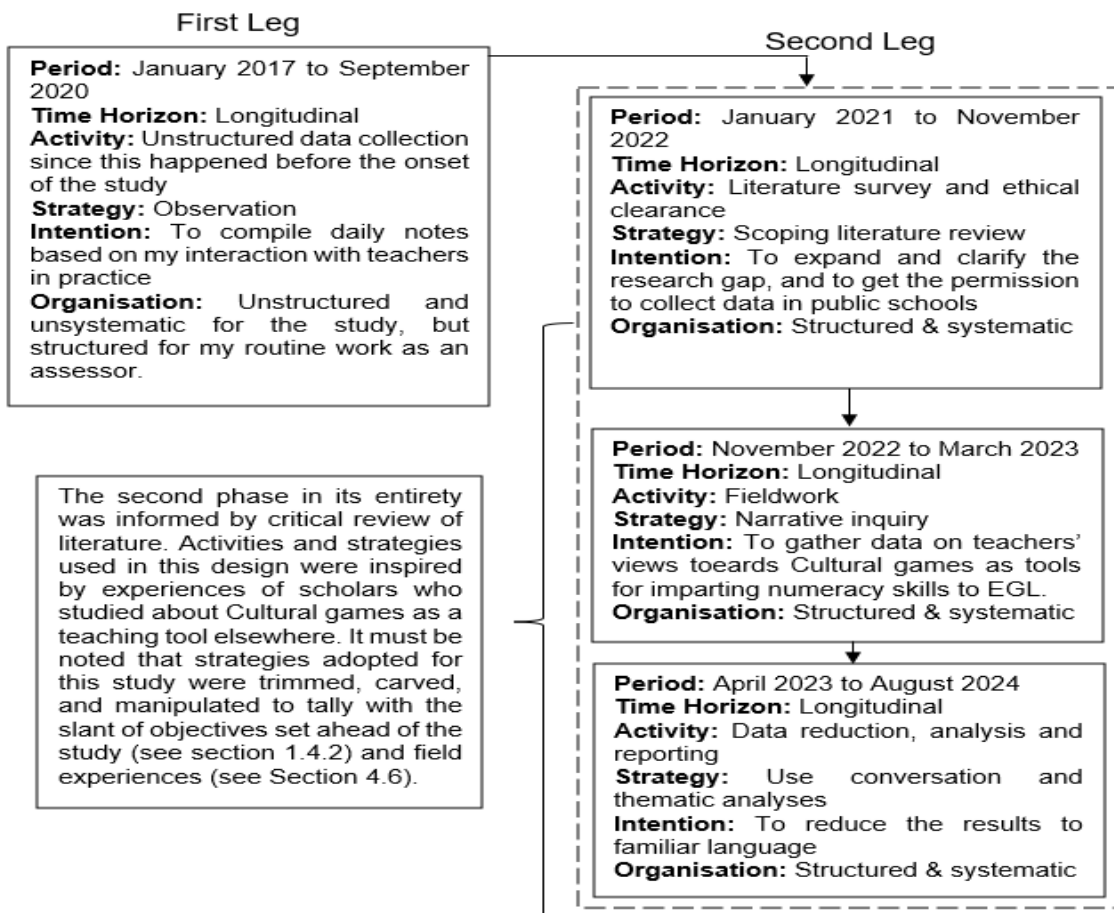 First Leg
Period: January 2017 to September
2020
Time Horizon: Longitudinal
Activity: Unstructured data collection
since this happened before the onset
of the study
Strategy: Observation
Intention: To compile daily notes
based on my interaction with teachers
in practice
Organisation: Unstructured and
unsystematic for the study, but
structured for my routine work as an
assessor.
The second phase in its entirety
was informed by critical review of
literature. Activities and strategies
used in this design were inspired
by experiences of scholars who
studied about Cultural games as a
teaching tool elsewhere. It must be
noted that strategies adopted for
this study were trimmed, carved,
and manipulated to tally with the
slant of objectives set ahead of the
study (see section 1.4.2) and field
experiences (see Section 4.6).
Second Leg
Period: January 2021 to November
2022
Time Horizon: Longitudinal
Activity: Literature survey and ethical
clearance
Strategy: Scoping literature review
Intention: To expand and clarify the
research gap, and to get the permission
to collect data in public schools
Organisation: Structured & systematic
Period: November 2022 to March 2023
Time Horizon: Longitudinal
Activity: Fieldwork
Strategy: Narrative inquiry
Intention: To gather data on teachers’
views toeards Cultural games as tools
for imparting numeracy skills to EGL.
Organisation: Structured & systematic
Period: April 2023 to August 2024
Time Horizon: Longitudinal
Activity: Data reduction, analysis and
reporting
Strategy: Use conversation and
thematic analyses
Intention: To reduce the results to
familiar language
Organisation: Structured & systematic